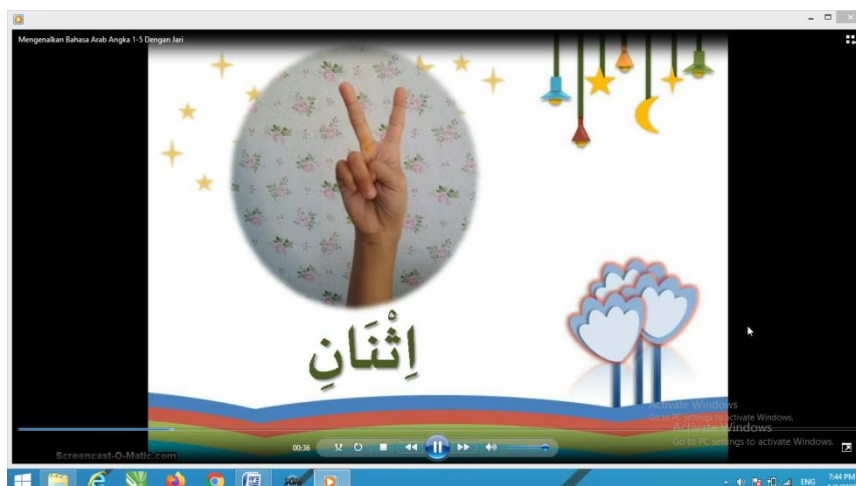 Mengenalkan Bahasa Arab Angka 1-5 Dengan Jari
اِثْنَانِ
Activate Windows
Go to PC settings to activate Windows.
Activate Windows
Go to PC settings to activate Windows.
00:36
Screencast-O-Matic.com
ENG
7:44 PM